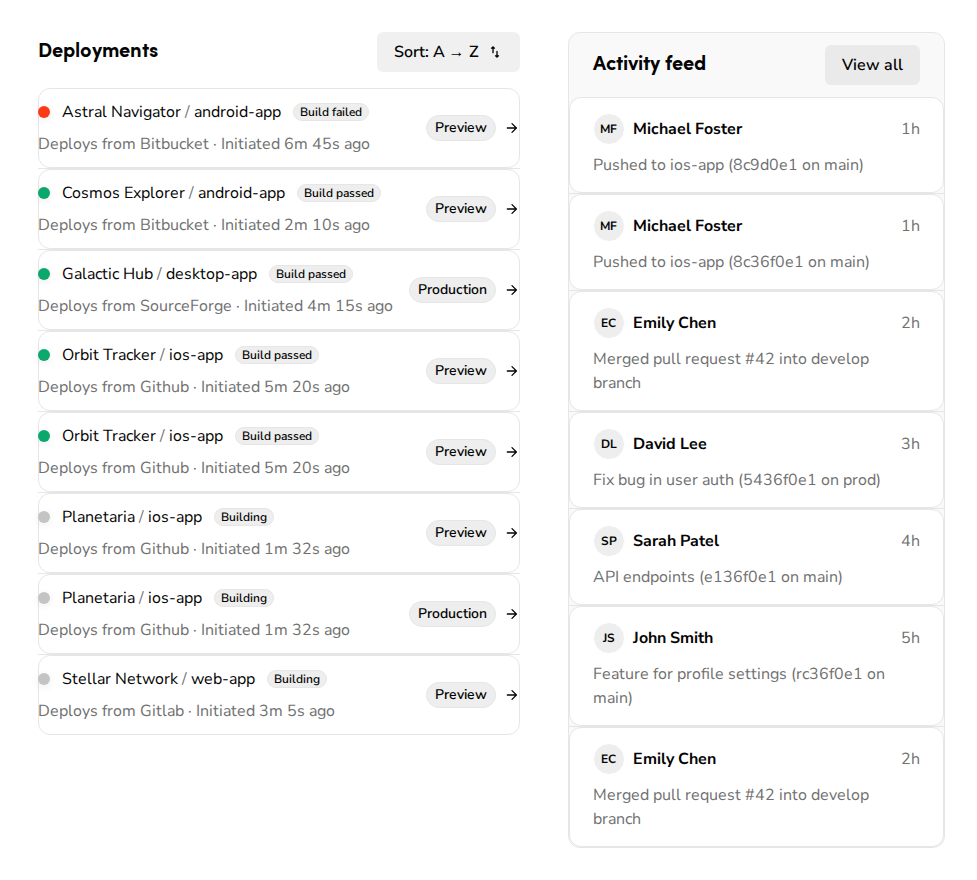 Deployments
Sort: A → Z
Astral Navigator / android-app Build failed
Deploys from Bitbucket · Initiated 6m 45s ago
Preview
Cosmos Explorer / android-app Build passed
Deploys from Bitbucket · Initiated 2m 10s ago
Preview
Galactic Hub / desktop-app Build passed
Deploys from SourceForge · Initiated 4m 15s ago
Production
Orbit Tracker / ios-app Build passed
Deploys from Github · Initiated 5m 20s ago
Preview
Orbit Tracker / ios-app Build passed
Deploys from Github · Initiated 5m 20s ago
Preview
Planetaria / ios-app Building
Deploys from Github · Initiated 1m 32s ago
Preview
Planetaria / ios-app Building
Deploys from Github · Initiated 1m 32s ago
Production
Stellar Network / web-app Building
Deploys from Gitlab · Initiated 3m 5s ago
Preview
Activity feed
View all
MF Michael Foster 1h
Pushed to ios-app (8c9d0e1 on main)
MF Michael Foster 1h
Pushed to ios-app (8c36f0e1 on main)
EC Emily Chen 2h
Merged pull request #42 into develop
branch
DL David Lee 3h
Fix bug in user auth (5436f0e1 on prod)
SP Sarah Patel 4h
API endpoints (e136f0e1 on main)
JS John Smith 5h
Feature for profile settings (rc36f0e1 on
main)
EC Emily Chen 2h
Merged pull request #42 into develop
branch